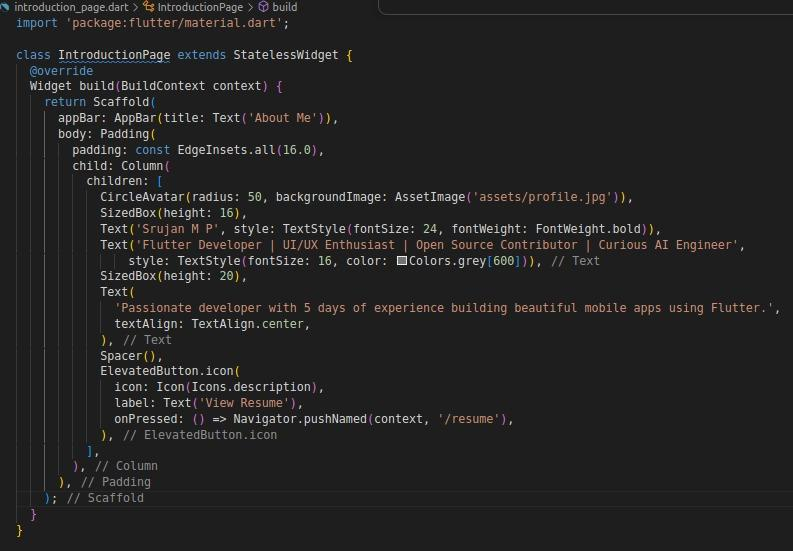 introduction_page.dart > IntroductionPage > build
import 'package:flutter/material.dart';

class IntroductionPage extends StatelessWidget {
  @override
  Widget build(BuildContext context) {
    return Scaffold(
      appBar: AppBar(title: Text('About Me')),
      body: Padding(
        padding: const EdgeInsets.all(16.0),
        child: Column(
          children: [
            CircleAvatar(radius: 50, backgroundImage: AssetImage('assets/profile.jpg')),
            SizedBox(height: 16),
            Text('Srujan M P', style: TextStyle(fontSize: 24, fontWeight: FontWeight.bold)),
            Text('Flutter Developer | UI/UX Enthusiast | Open Source Contributor | Curious AI Engineer',
                style: TextStyle(fontSize: 16, color: Colors.grey[600])), // Text
            SizedBox(height: 20),
            Text(
              'Passionate developer with 5 days of experience building beautiful mobile apps using Flutter.',
              textAlign: TextAlign.center,
            ), // Text
            Spacer(),
            ElevatedButton.icon(
              icon: Icon(Icons.description),
              label: Text('View Resume'),
              onPressed: () => Navigator.pushNamed(context, '/resume'),
            ), // ElevatedButton.icon
          ],
        ), // Column
      ), // Padding
    ); // Scaffold
  }
}